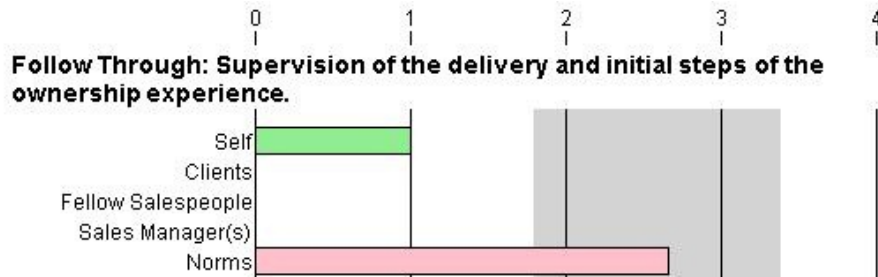 0 1 2 3 4
Follow Through: Supervision of the delivery and initial steps of the
ownership experience.
Self
Clients
Fellow Salespeople
Sales Manager(s)
Norms